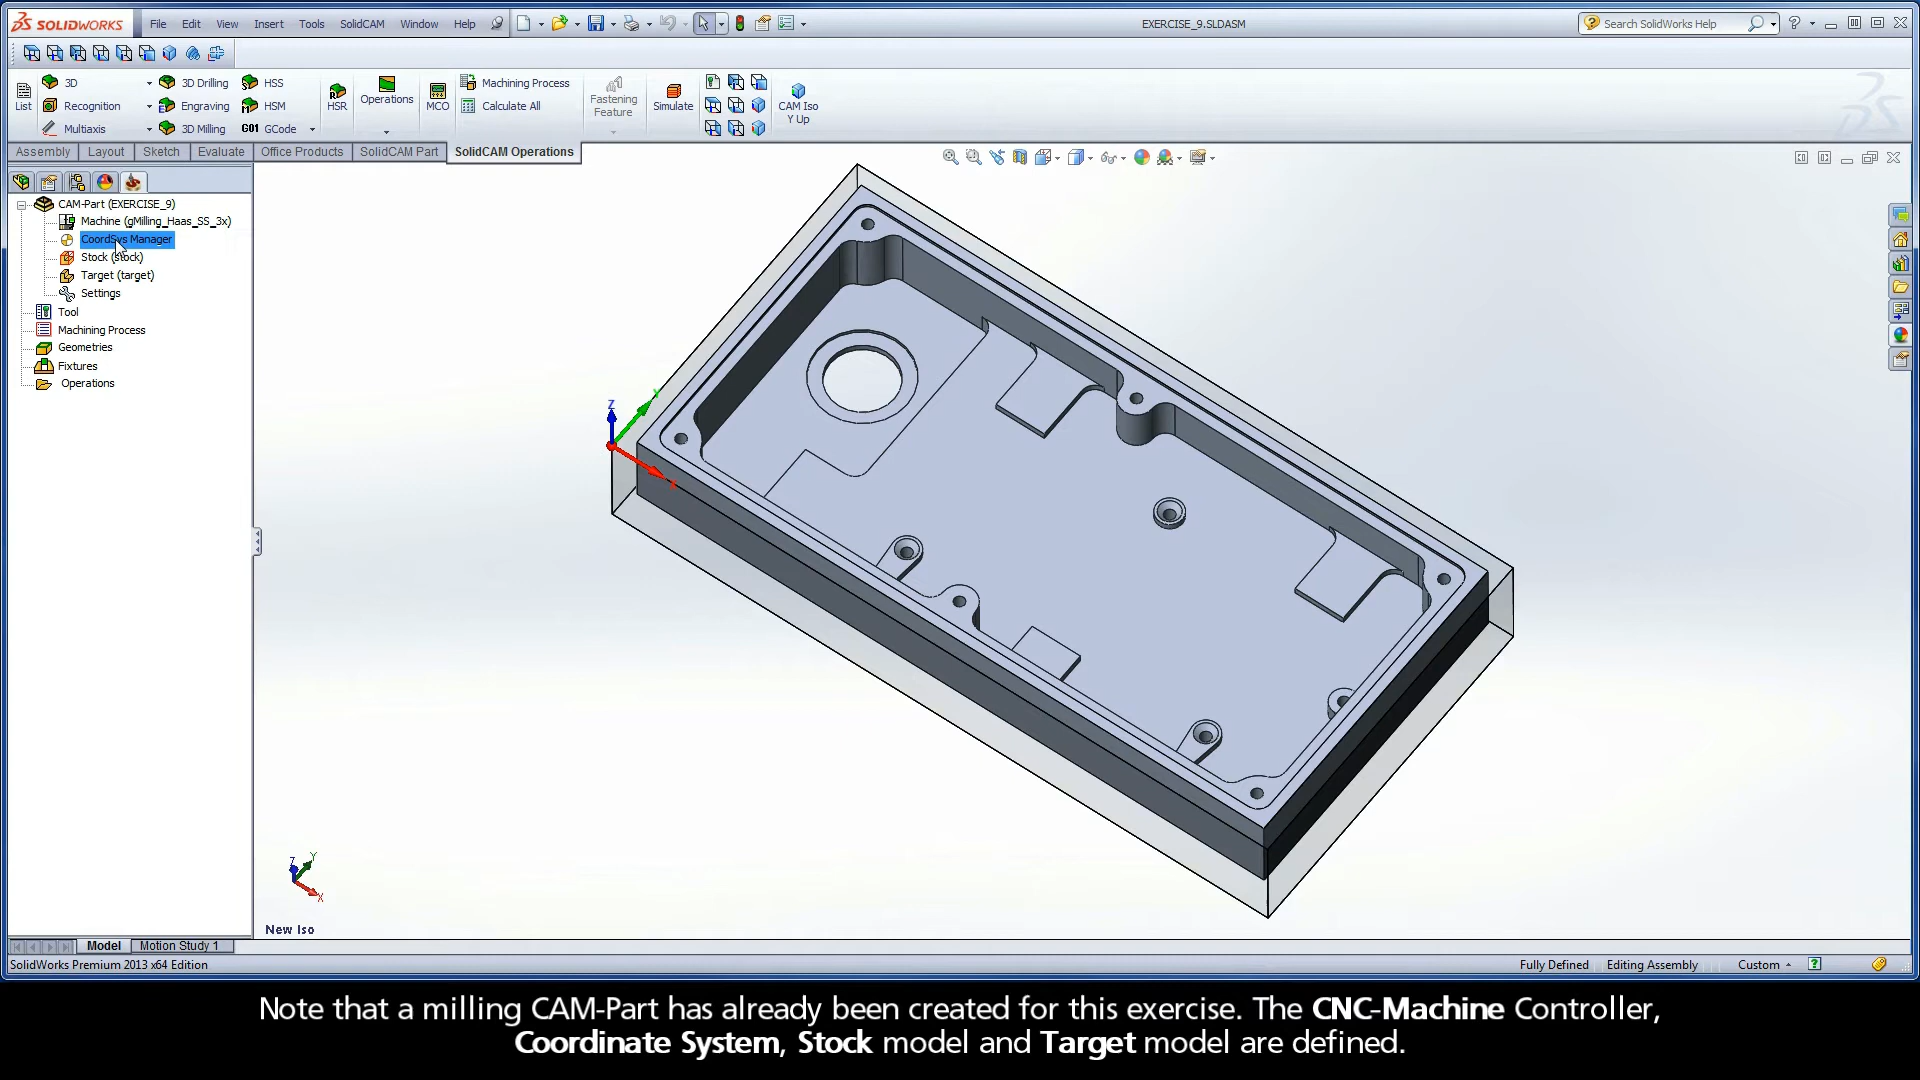 SOLIDWORKS File Edit View Insert Tools SolidCAM Window Help EXERCISE_9.SLDASM Search SolidWorks Help
3D 3D Drilling HSS Machining Process
List Recognition Engraving HSM HSR Operations MCO Calculate All Fastening Feature Simulate CAM Iso Y Up
Multiaxis 3D Milling G01 GCode
Assembly Layout Sketch Evaluate Office Products SolidCAM Part SolidCAM Operations
CAM-Part (EXERCISE_9)
Machine (gMilling_Haas_SS_3x)
CoordSys Manager
Stock (stock)
Target (target)
Settings
Tool
Machining Process
Geometries
Fixtures
Operations
Z
Y
X
Z Y
X
New Iso
Model Motion Study 1
SolidWorks Premium 2013 x64 Edition Fully Defined Editing Assembly Custom
Note that a milling CAM-Part has already been created for this exercise. The CNC-Machine Controller,
Coordinate System, Stock model and Target model are defined.